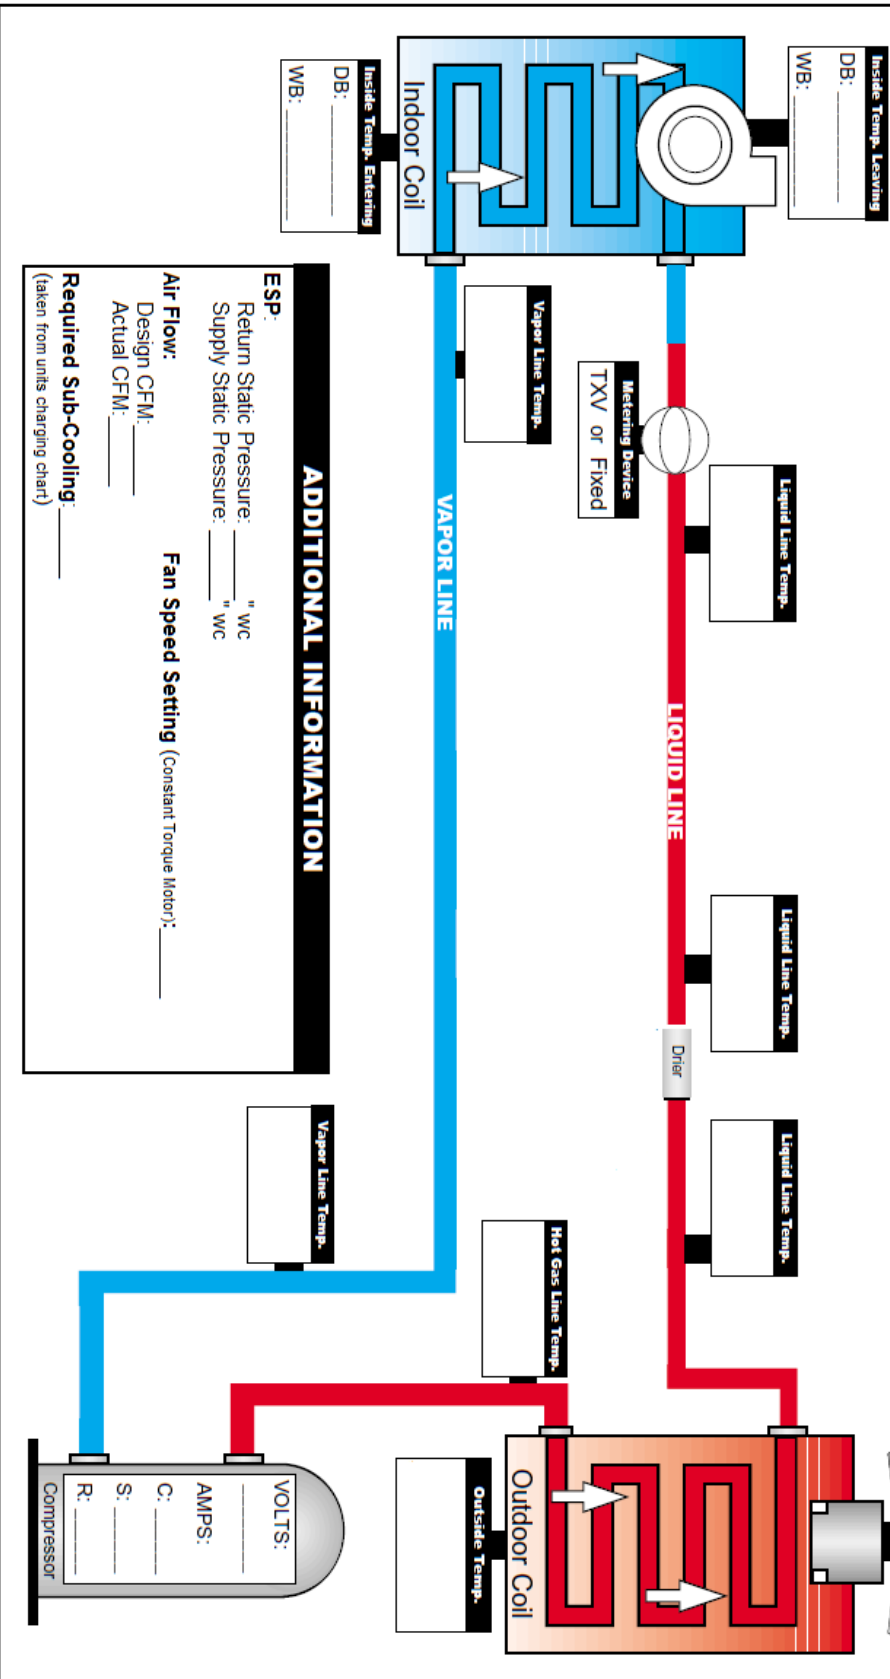 Inside Temp. Entering
DB: ________
WB: ________
Indoor Coil
Inside Temp. Leaving
DB: ________
WB: ________
Vapor Line Temp.
Metering Device
TXV or Fixed
Liquid Line Temp.
VAPOR LINE
LIQUID LINE
Liquid Line Temp.
Drier
Liquid Line Temp.
ADDITIONAL INFORMATION
ESP:
Return Static Pressure: ______ " wc
Supply Static Pressure: ______ " wc
Air Flow:
Fan Speed Setting (Constant Torque Motor): ______
Design CFM: ______
Actual CFM: ______
Required Sub-Cooling: ______
(taken from units charging chart)
Vapor Line Temp.
Hot Gas Line Temp.
Outside Temp.
Outdoor Coil
VOLTS:
________
AMPS:
C: ______
S: ______
R: ______
Compressor